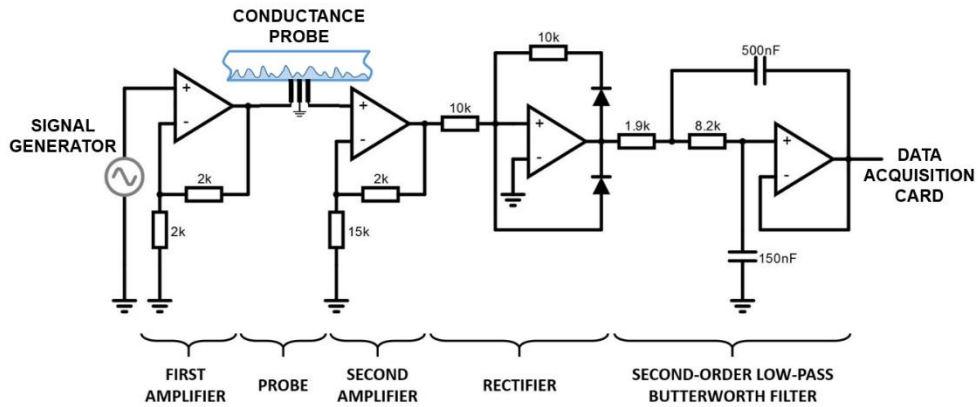 CONDUCTANCE
PROBE
SIGNAL
GENERATOR
+
-
2k
2k
+
-
2k
15k
10k
10k
+
-
1.9k
8.2k
500nF
+
-
150nF
DATA
ACQUISITION
CARD
FIRST
AMPLIFIER
PROBE
SECOND
AMPLIFIER
RECTIFIER
SECOND-ORDER LOW-PASS
BUTTERWORTH FILTER